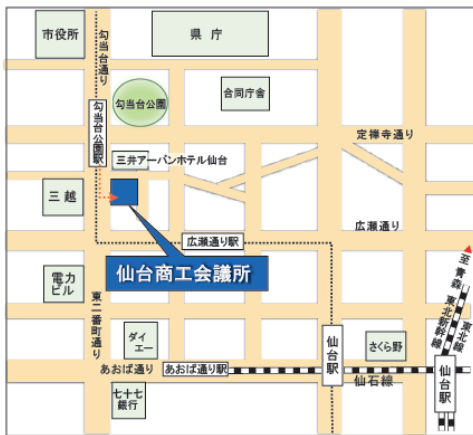 市役所
勾当台通り
県庁
勾当台公園
合同庁舎
勾当台公園駅
定禅寺通り
三井アーバンホテル仙台
三越
広瀬通り
広瀬通り駅
仙台商工会議所
至青森
電力
ビル
東二番町通り
東北線
東北新幹線
ダイ
エー
仙台駅
さくら野
あおば通り
あおば通り駅
仙石線
仙台駅
七十七
銀行